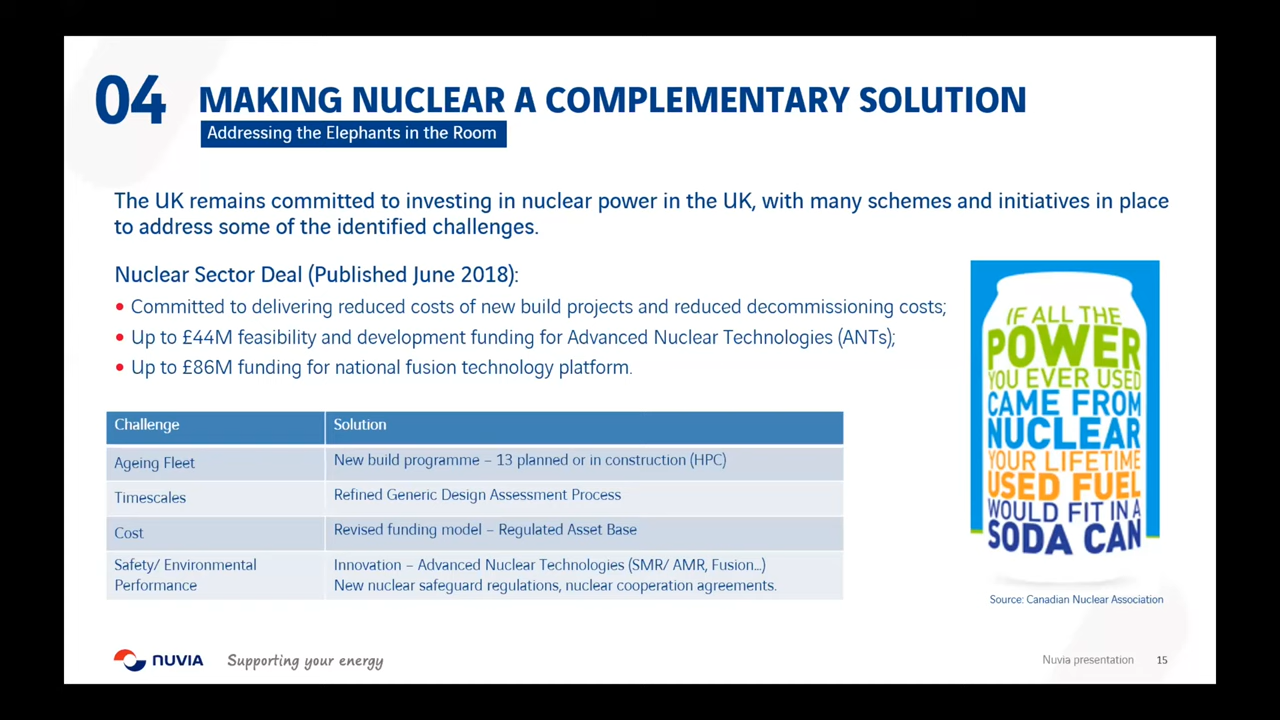 04
MAKING NUCLEAR A COMPLEMENTARY SOLUTION
Addressing the Elephants in the Room
The UK remains committed to investing in nuclear power in the UK, with many schemes and initiatives in place
to address some of the identified challenges.
Nuclear Sector Deal (Published June 2018):
• Committed to delivering reduced costs of new build projects and reduced decommissioning costs;
• Up to £44M feasibility and development funding for Advanced Nuclear Technologies (ANTs);
• Up to £86M funding for national fusion technology platform.
Challenge Solution
Ageing Fleet New build programme – 13 planned or in construction (HPC)
Timescales Refined Generic Design Assessment Process
Cost Revised funding model – Regulated Asset Base
Safety/ Environmental
Performance
Innovation – Advanced Nuclear Technologies (SMR/ AMR, Fusion...)
New nuclear safeguard regulations, nuclear cooperation agreements.
IF ALL THE
POWER
YOU EVER USED
CAME FROM
NUCLEAR
YOUR LIFETIME
USED FUEL
WOULD FIT IN A
SODA CAN
Source: Canadian Nuclear Association
NUVIA
Supporting your energy
Nuvia presentation 15